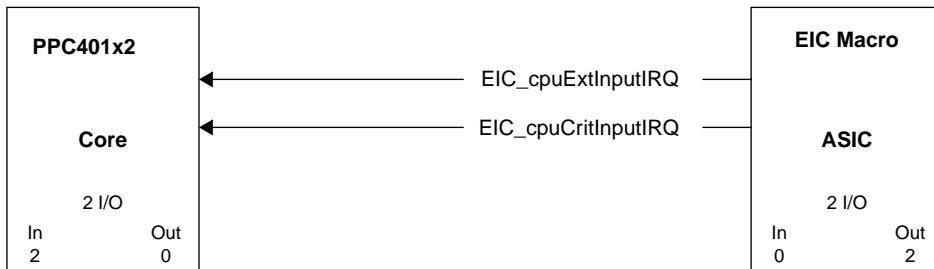 PPC401x2
EIC Macro
EIC_cpuExtInputIRQ
EIC_cpuCritInputIRQ
Core
ASIC
2 I/O
2 I/O
In Out
In Out
2 0
0 2